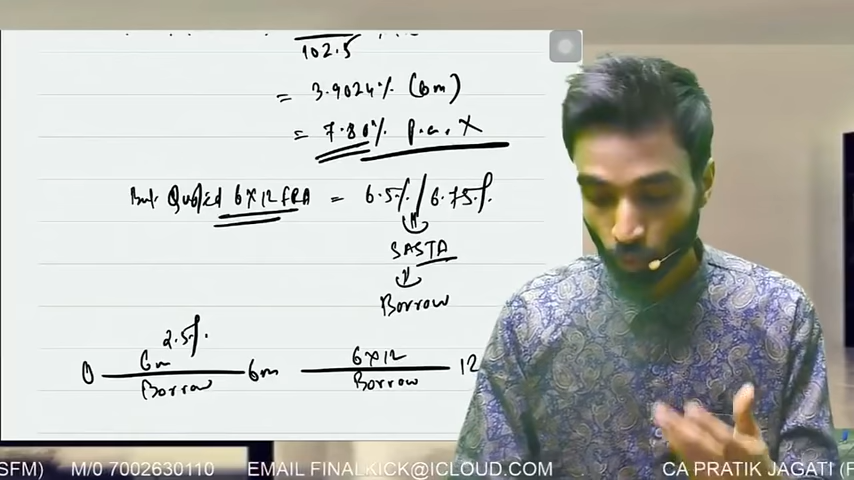 102.5
= 3.9024% (6m)
= 7.80% p.a. X
But Quoted 6X12 FRA = 6.5% / 6.75%
SASTA
Borrow
2.5%
0 6m 6m 6X12 12
Borrow Borrow
SFM) M/0 7002630110 EMAIL FINALKICK@ICLOUD.COM CA PRATIK JAGATI (F